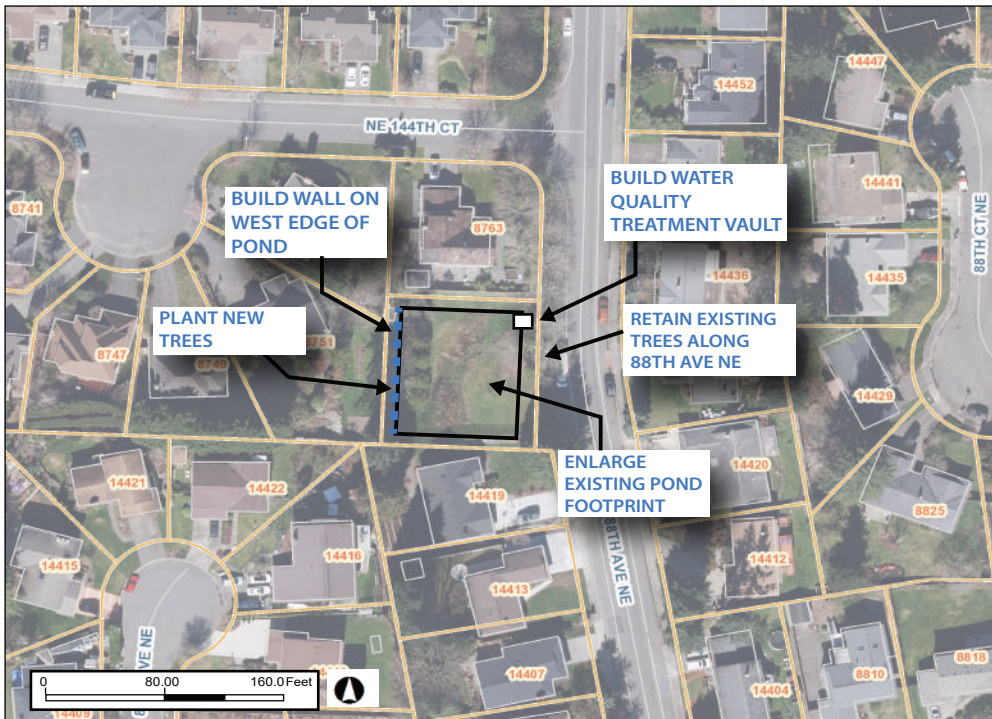 14447
14452
NE 144TH CT
BUILD WALL ON
WEST EDGE OF
POND
BUILD WATER
QUALITY
TREATMENT VAULT
14441
8741
8763
88TH CT NE
14436
14435
PLANT NEW
TREES
RETAIN EXISTING
TREES ALONG
88TH AVE NE
8747
8749
8751
14429
ENLARGE
EXISTING POND
FOOTPRINT
14421
14422
14419
14420
8825
14415
14416
14413
88TH AVE NE
14412
AVE NE
14407
14404
8810
8818
0 80.00 160.0 Feet
14409